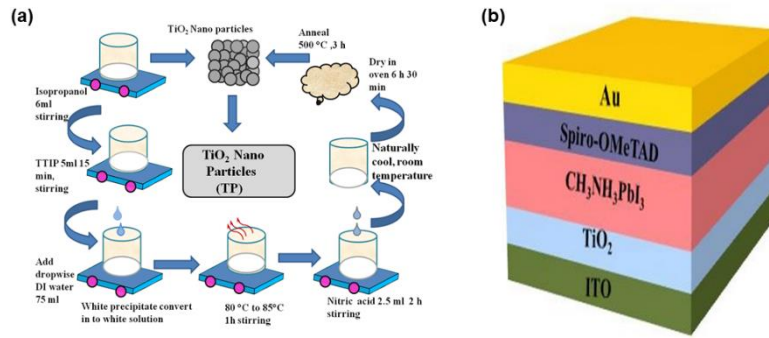 (a)
TiO₂ Nano particles
Anneal
500 °C ,3 h
Isopropanol
6ml
stirring
Dry in
oven 6 h 30
min
TTIP 5ml 15
min,
stirring
TiO₂ Nano
Particles
(TP)
Naturally
cool, room
temperature
Add
dropwise
DI water
75 ml
White precipitate convert
in to white solution
80 °C to 85°C
1h stirring
Nitric acid 2.5 ml 2 h
stirring
(b)
Au
Spiro-OMeTAD
CH₃NH₃PbI₃
TiO₂
ITO